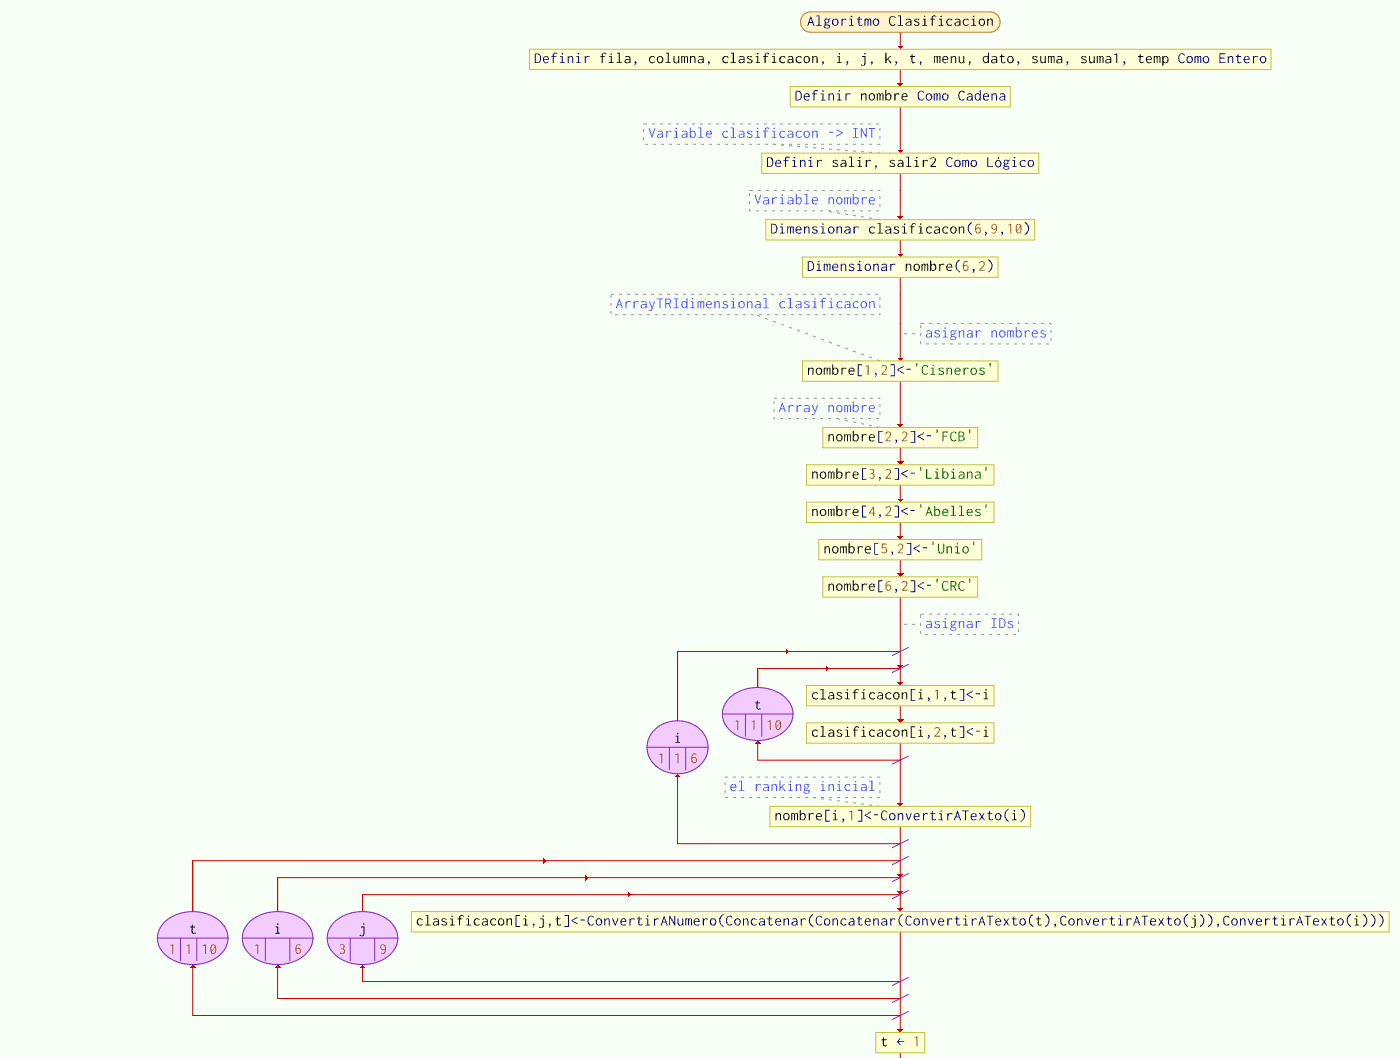 Algoritmo Clasificacion
Definir fila, columna, clasificacon, i, j, k, t, menu, dato, suma, suma1, temp Como Entero
Definir nombre Como Cadena
Variable clasificacon -> INT
Definir salir, salir2 Como Lógico
Variable nombre
Dimensionar clasificacon(6,9,10)
Dimensionar nombre(6,2)
ArrayTRIdimensional clasificacon
asignar nombres
nombre[1,2]<-'Cisneros'
Array nombre
nombre[2,2]<-'FCB'
nombre[3,2]<-'Libiana'
nombre[4,2]<-'Abelles'
nombre[5,2]<-'Unio'
nombre[6,2]<-'CRC'
asignar IDs
clasificacon[i,1,t]<-i
t
1 1 10
clasificacon[i,2,t]<-i
i
1 1 6
el ranking inicial
nombre[i,1]<-ConvertirATexto(i)
clasificacon[i,j,t]<-ConvertirANumero(Concatenar(Concatenar(ConvertirATexto(t),ConvertirATexto(j)),ConvertirATexto(i)))
t
1 1 10
i
1 6
j
3 9
t ← 1